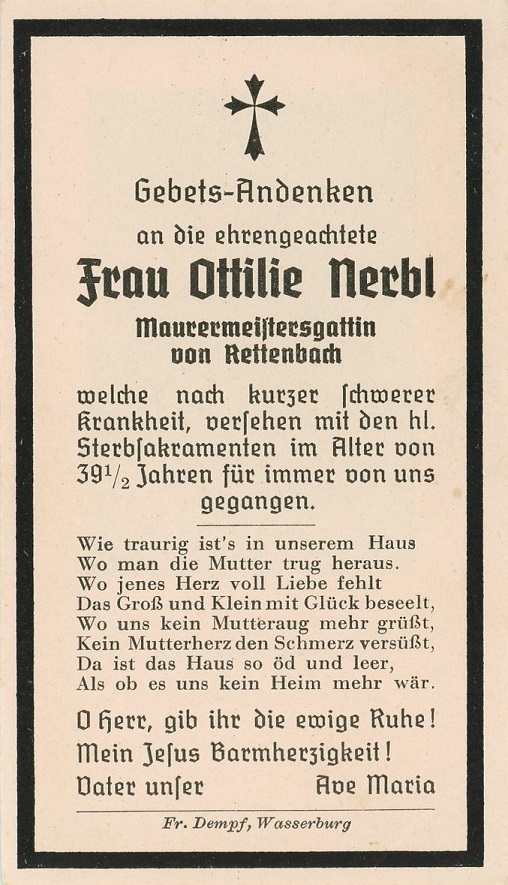 Gebets-Andenken
an die ehrengeachtete
Frau Ottilie Nerbl
Maurermeiſtersgattin
von Rettenbach
welche nach kurzer ſchwerer
Krankheit, verſehen mit den hl.
Sterbſakramenten im Alter von
39½ Jahren für immer von uns
gegangen.
Wie traurig ist's in unserem Haus
Wo man die Mutter trug heraus.
Wo jenes Herz voll Liebe fehlt
Das Groß und Klein mit Glück beseelt,
Wo uns kein Mutteraug mehr grüßt,
Kein Mutterherz den Schmerz versüßt,
Da ist das Haus so öd und leer,
Als ob es uns kein Heim mehr wär.
O Herr, gib ihr die ewige Ruhe!
Mein Jeſus Barmherzigkeit!
Vater unſer Ave Maria
Fr. Dempf, Wasserburg